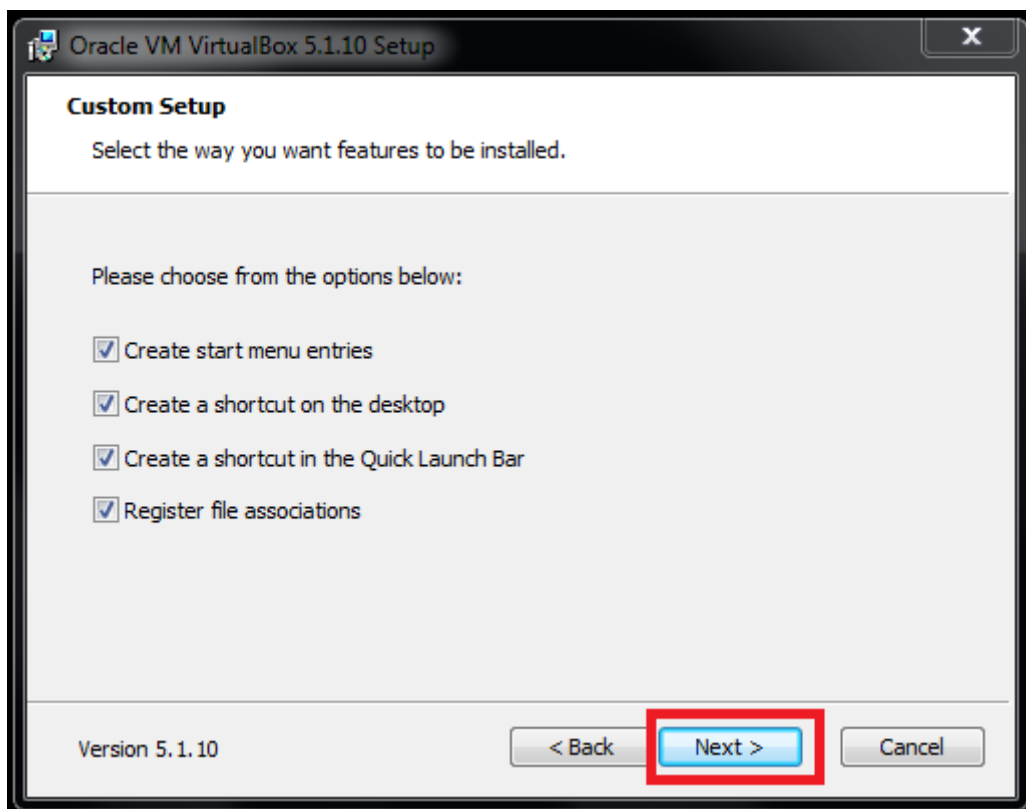 Oracle VM VirtualBox 5.1.10 Setup
Custom Setup
Select the way you want features to be installed.
Please choose from the options below:
Create start menu entries
Create a shortcut on the desktop
Create a shortcut in the Quick Launch Bar
Register file associations
Version 5.1.10
< Back
Next >
Cancel